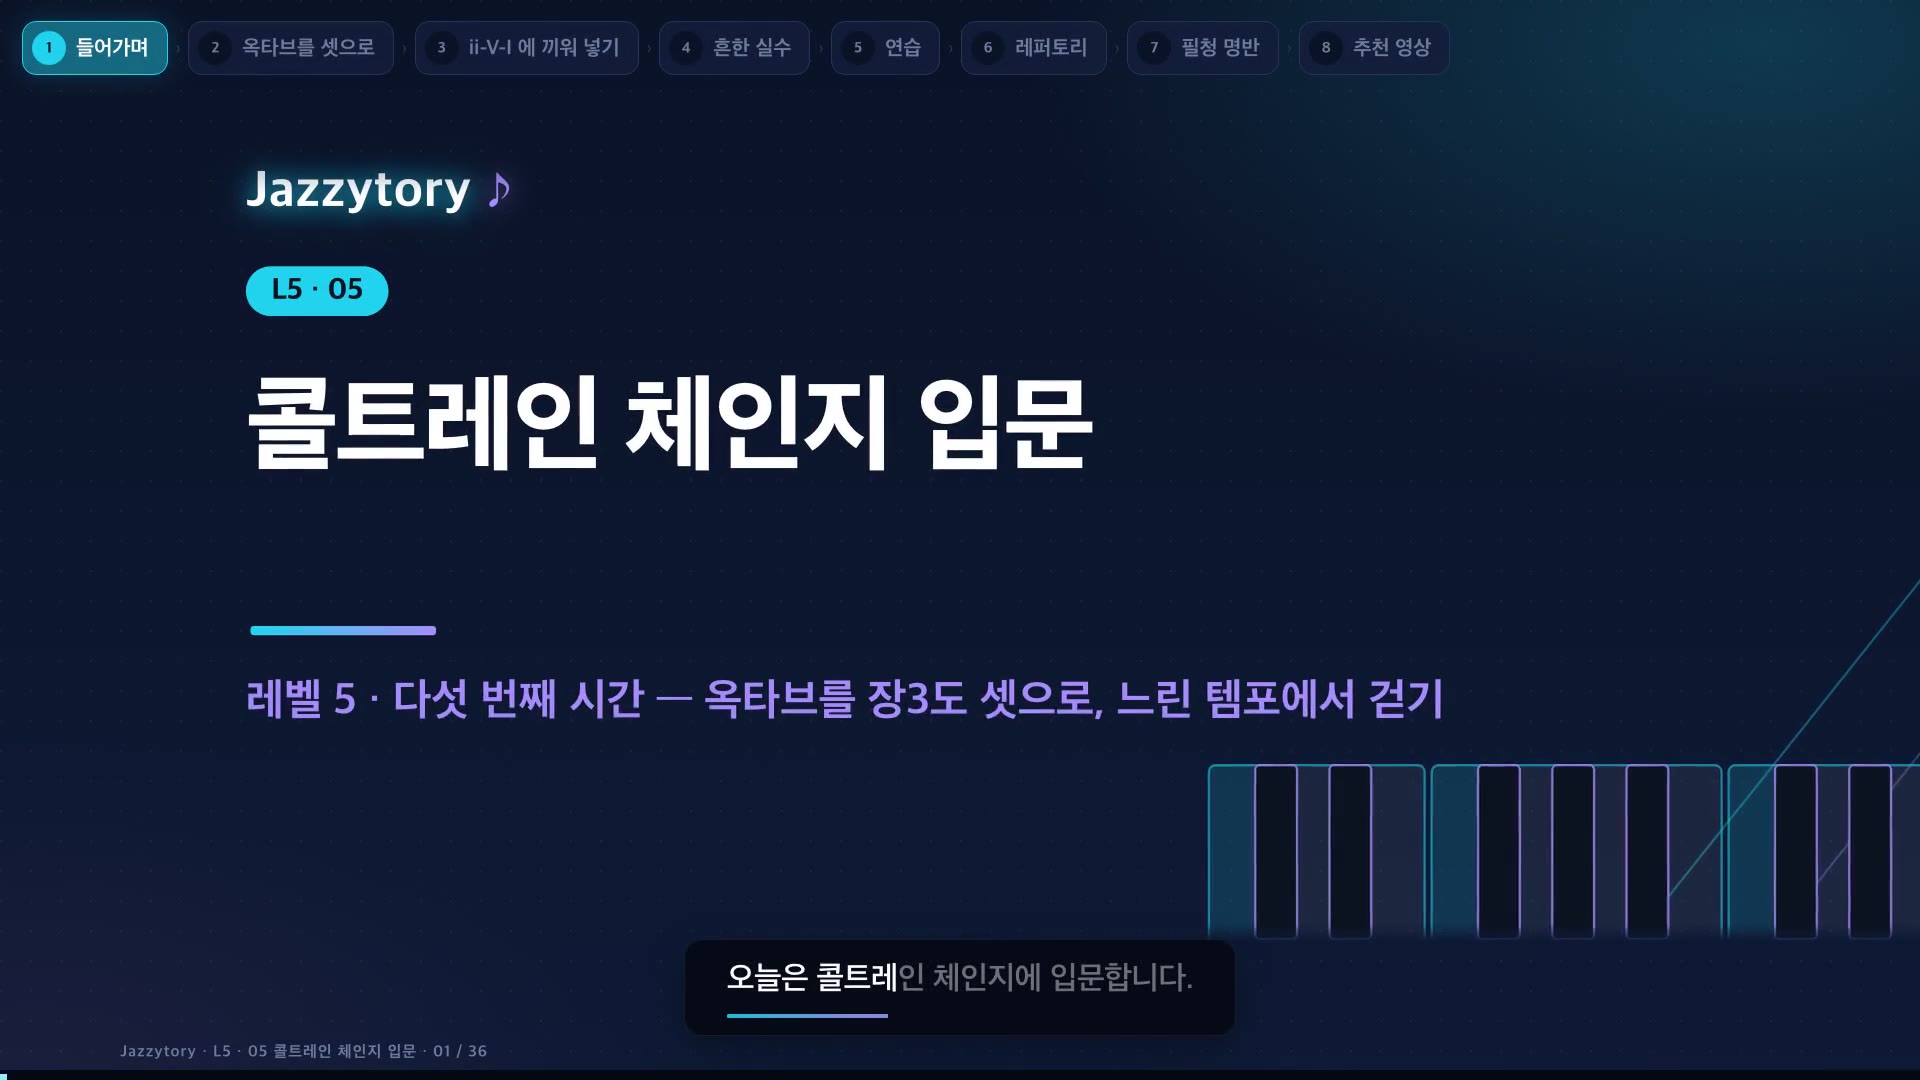 1 들어가며 › 2 옥타브를 셋으로 › 3 ii-V-I 에 끼워 넣기 › 4 흔한 실수 › 5 연습 › 6 레퍼토리 › 7 필청 명반 › 8 추천 영상
Jazzytory ♪
L5 · 05
콜트레인 체인지 입문
레벨 5 · 다섯 번째 시간 — 옥타브를 장3도 셋으로, 느린 템포에서 걷기
오늘은 콜트레인 체인지에 입문합니다.
Jazzytory · L5 · 05 콜트레인 체인지 입문 · 01 / 36